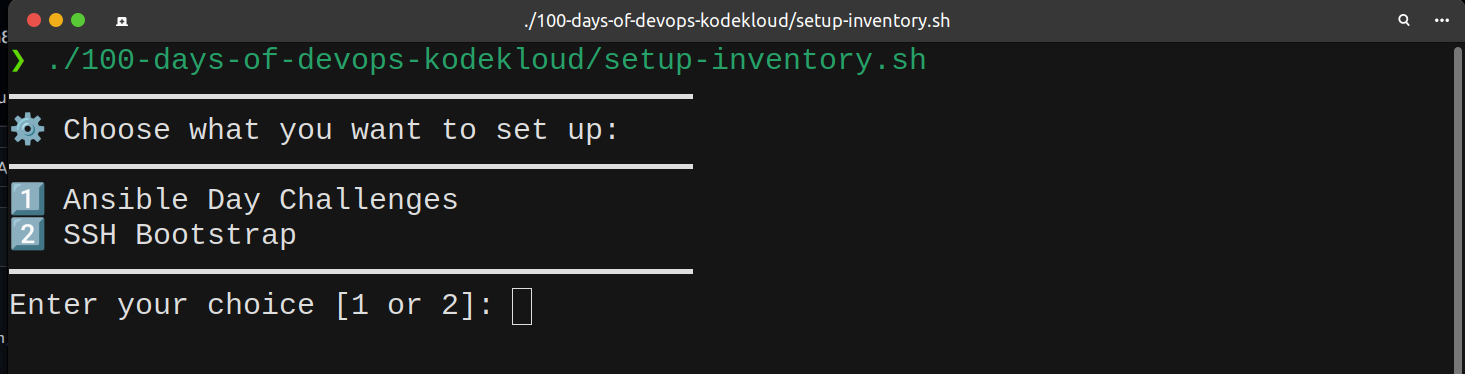 ./100-days-of-devops-kodekloud/setup-inventory.sh
❯ ./100-days-of-devops-kodekloud/setup-inventory.sh
⚙️ Choose what you want to set up:
1️⃣ Ansible Day Challenges
2️⃣ SSH Bootstrap
Enter your choice [1 or 2]: